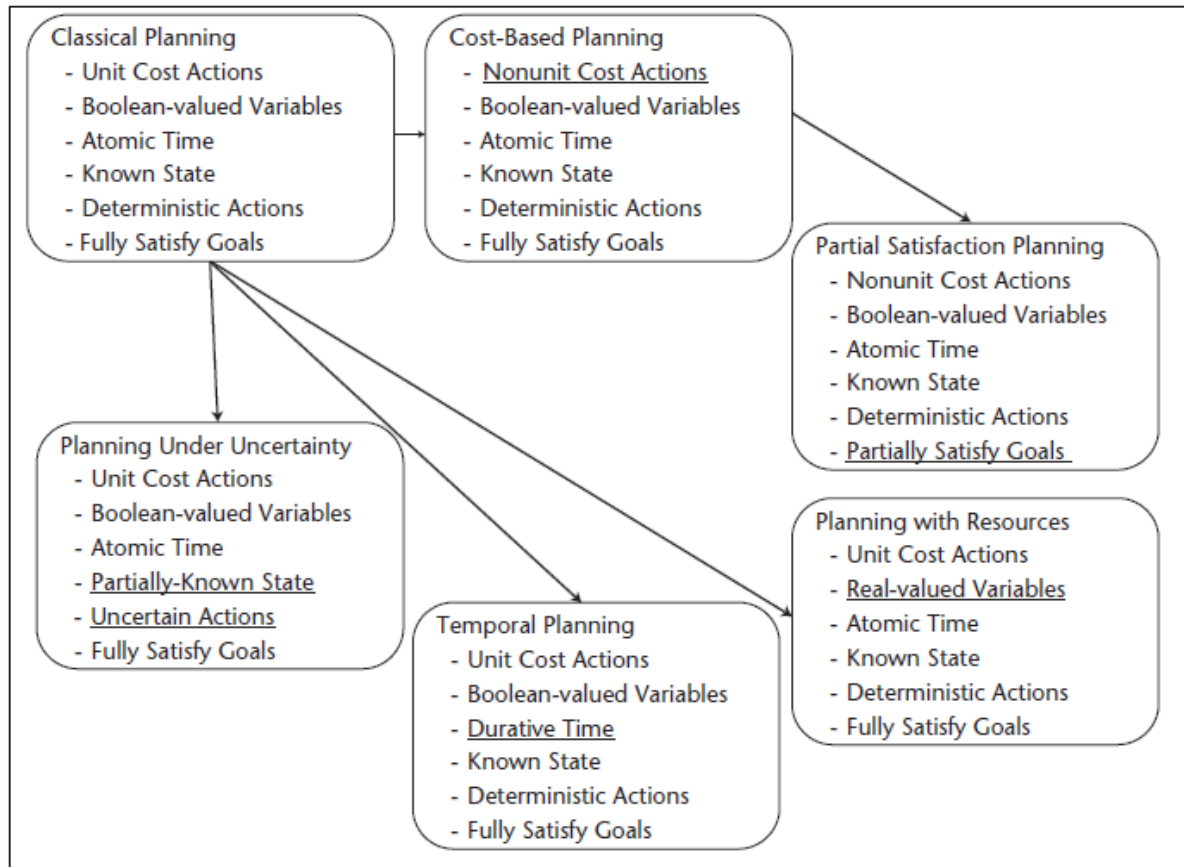 Classical Planning
- Unit Cost Actions
- Boolean-valued Variables
- Atomic Time
- Known State
- Deterministic Actions
- Fully Satisfy Goals
Cost-Based Planning
- Nonunit Cost Actions
- Boolean-valued Variables
- Atomic Time
- Known State
- Deterministic Actions
- Fully Satisfy Goals
Partial Satisfaction Planning
- Nonunit Cost Actions
- Boolean-valued Variables
- Atomic Time
- Known State
- Deterministic Actions
- Partially Satisfy Goals
Planning Under Uncertainty
- Unit Cost Actions
- Boolean-valued Variables
- Atomic Time
- Partially-Known State
- Uncertain Actions
- Fully Satisfy Goals
Temporal Planning
- Unit Cost Actions
- Boolean-valued Variables
- Durative Time
- Known State
- Deterministic Actions
- Fully Satisfy Goals
Planning with Resources
- Unit Cost Actions
- Real-valued Variables
- Atomic Time
- Known State
- Deterministic Actions
- Fully Satisfy Goals